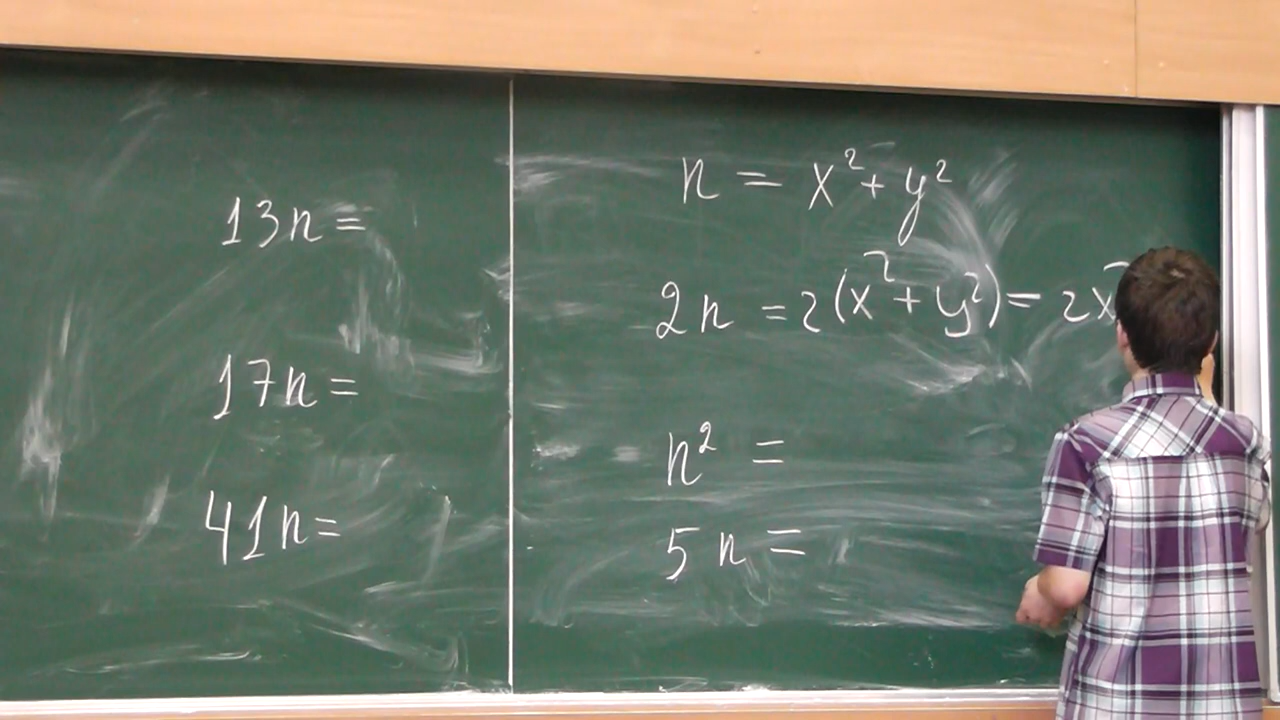 13n =
17n =
41n =
n = x² + y²
2n = 2(x² + y²) = 2x²
n² =
5n =